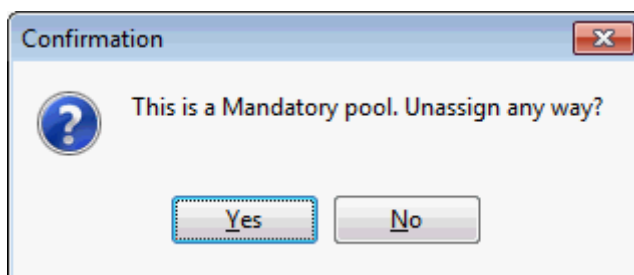 Confirmation
This is a Mandatory pool. Unassign any way?
Yes
No